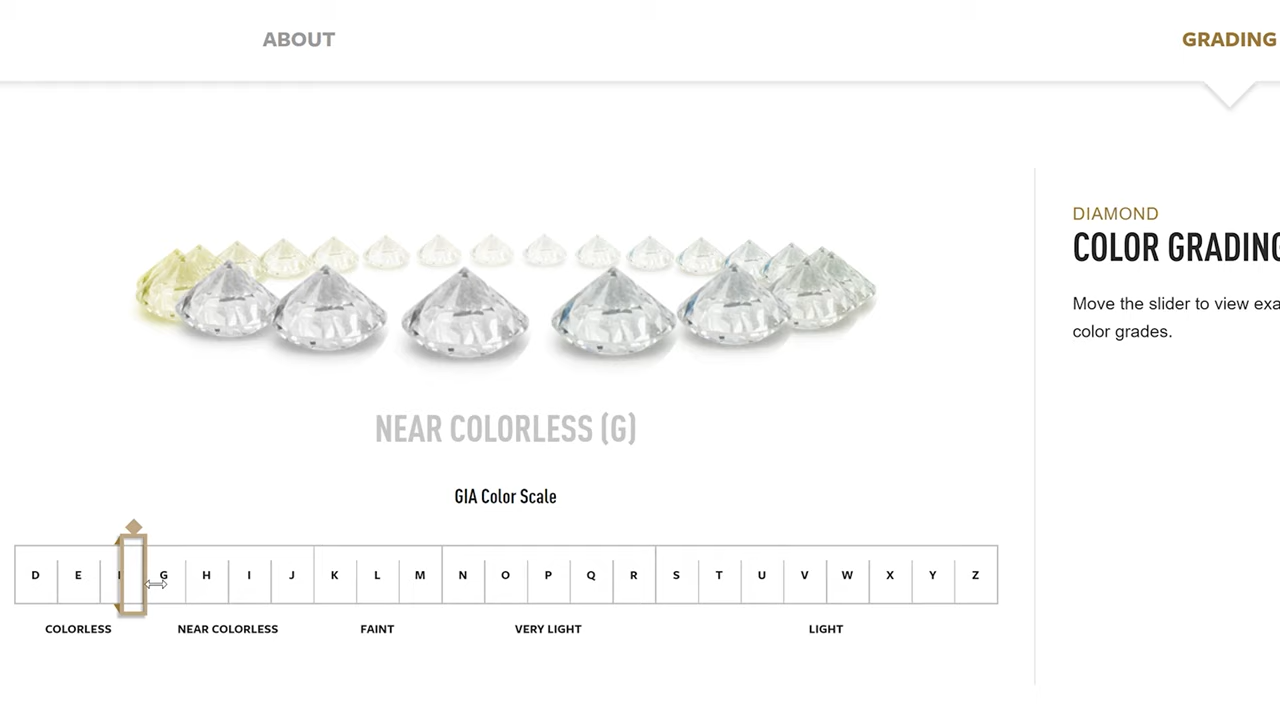 ABOUT
GRADING
DIAMOND
COLOR GRADING
Move the slider to view
color grades.
NEAR COLORLESS (G)
GIA Color Scale
D E G H I J K L M N O P Q R S T U V W X Y Z
COLORLESS NEAR COLORLESS FAINT VERY LIGHT LIGHT